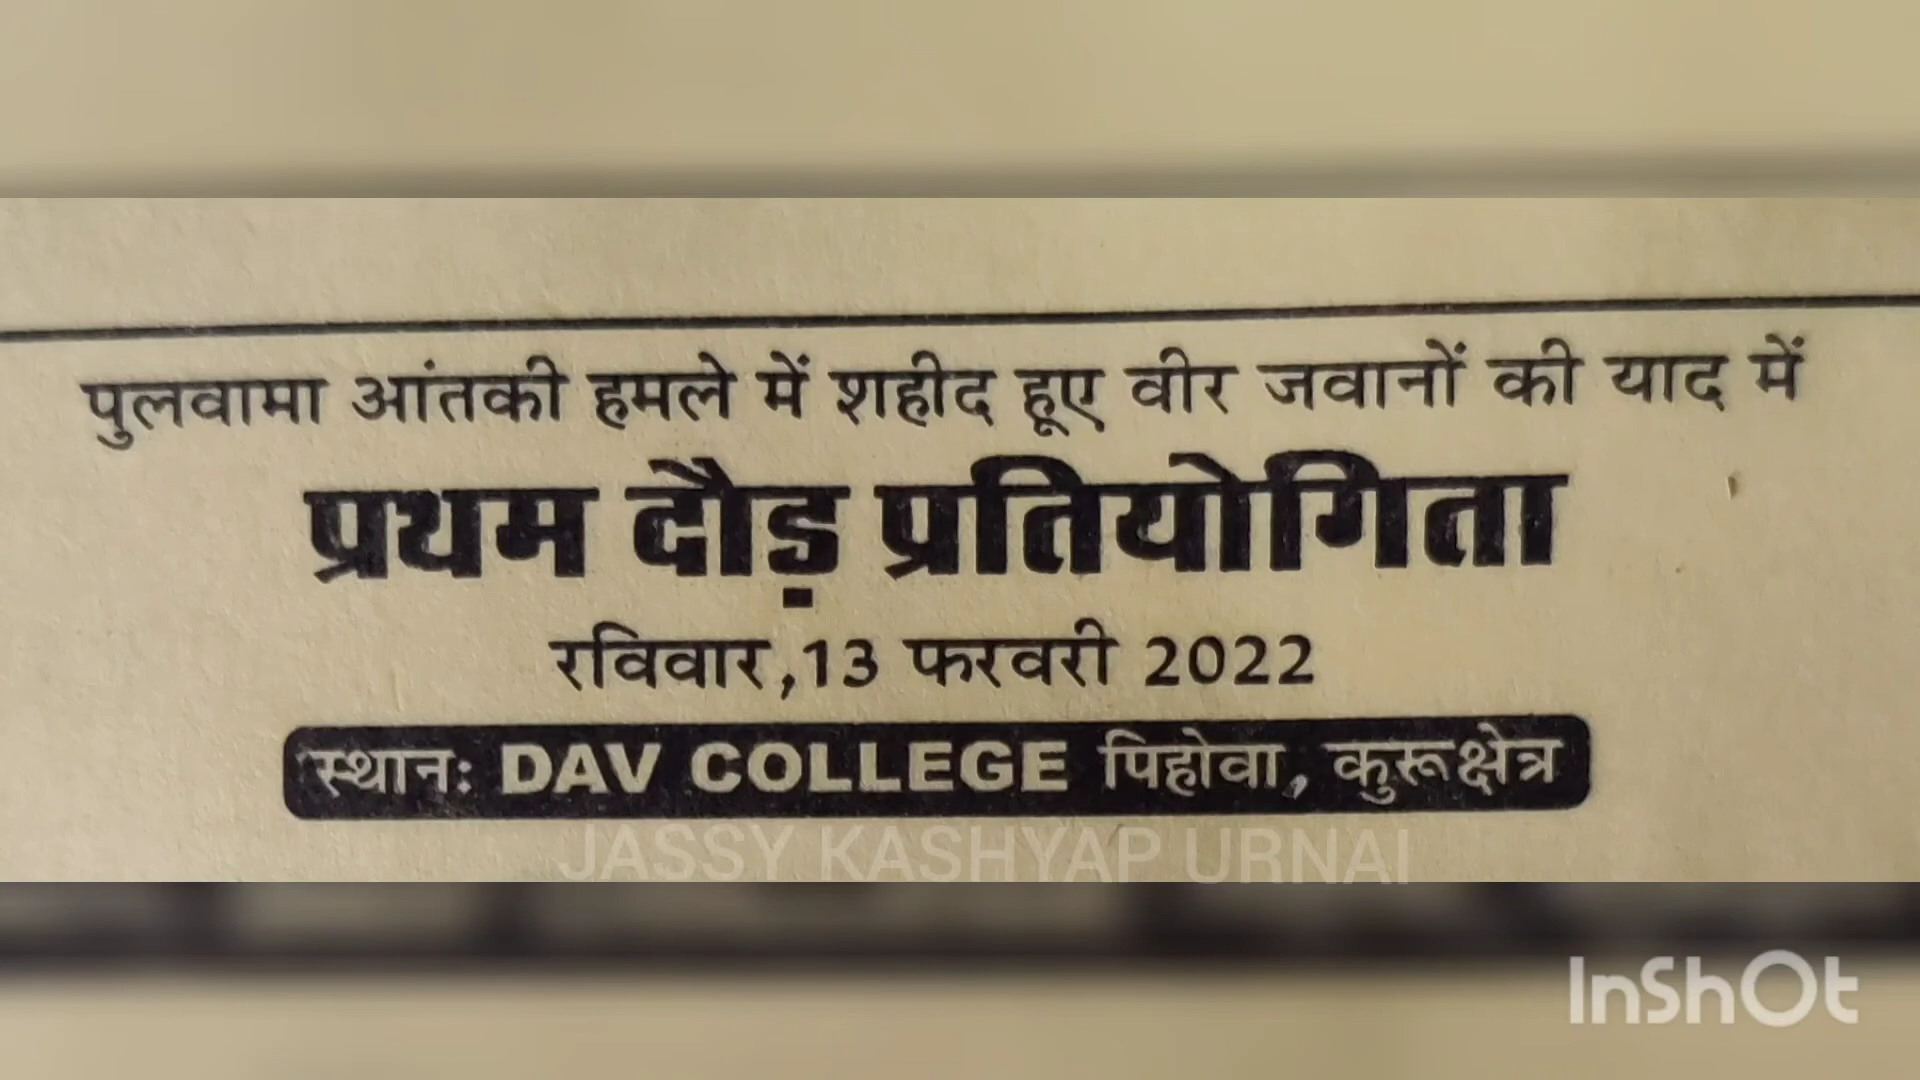 पुलवामा आंतकी हमले में शहीद हूए वीर जवानों की याद में
प्रथम दौड़ प्रतियोगिता
रविवार,13 फरवरी 2022
स्थान: DAV COLLEGE पिहोवा, कुरूक्षेत्र
JASSY KASHYAP URNAI
InShOt